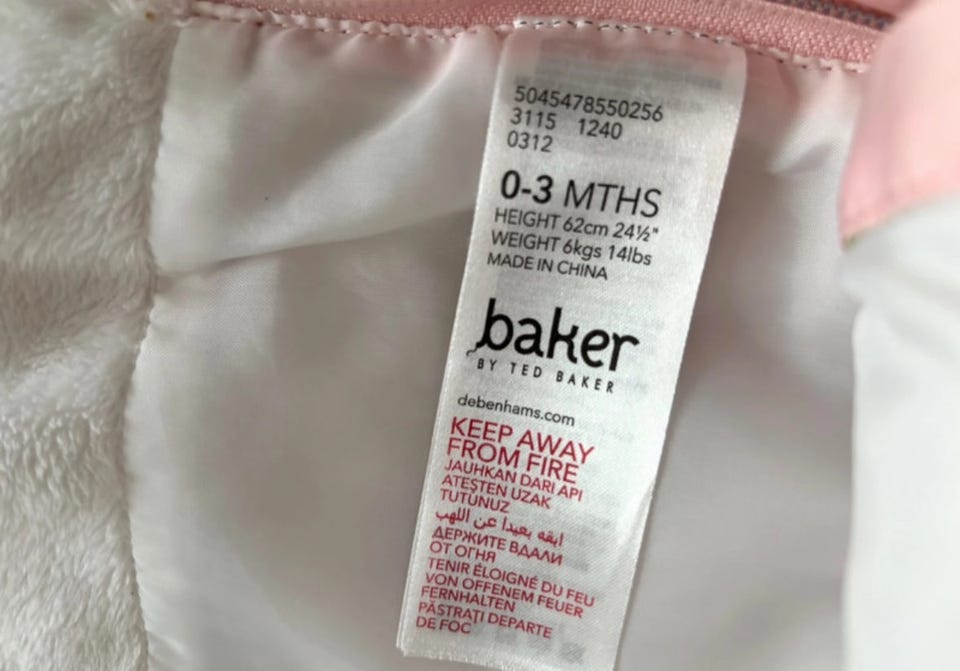 5045478550256
3115 1240
0312
0-3 MTHS
HEIGHT 62cm 24½"
WEIGHT 6kgs 14lbs
MADE IN CHINA
baker
BY TED BAKER
debenhams.com
KEEP AWAY
FROM FIRE
JAUHKAN DARI API
ATEŞTEN UZAK
TUTUNUZ
ابقه بعيدا عن اللهب
ДЕРЖИТЕ ВДАЛИ
ОТ ОГНЯ
TENIR ÉLOIGNÉ DU FEU
VON OFFENEM FEUER
FERNHALTEN
PĂSTRAŢI DEPARTE
DE FOC